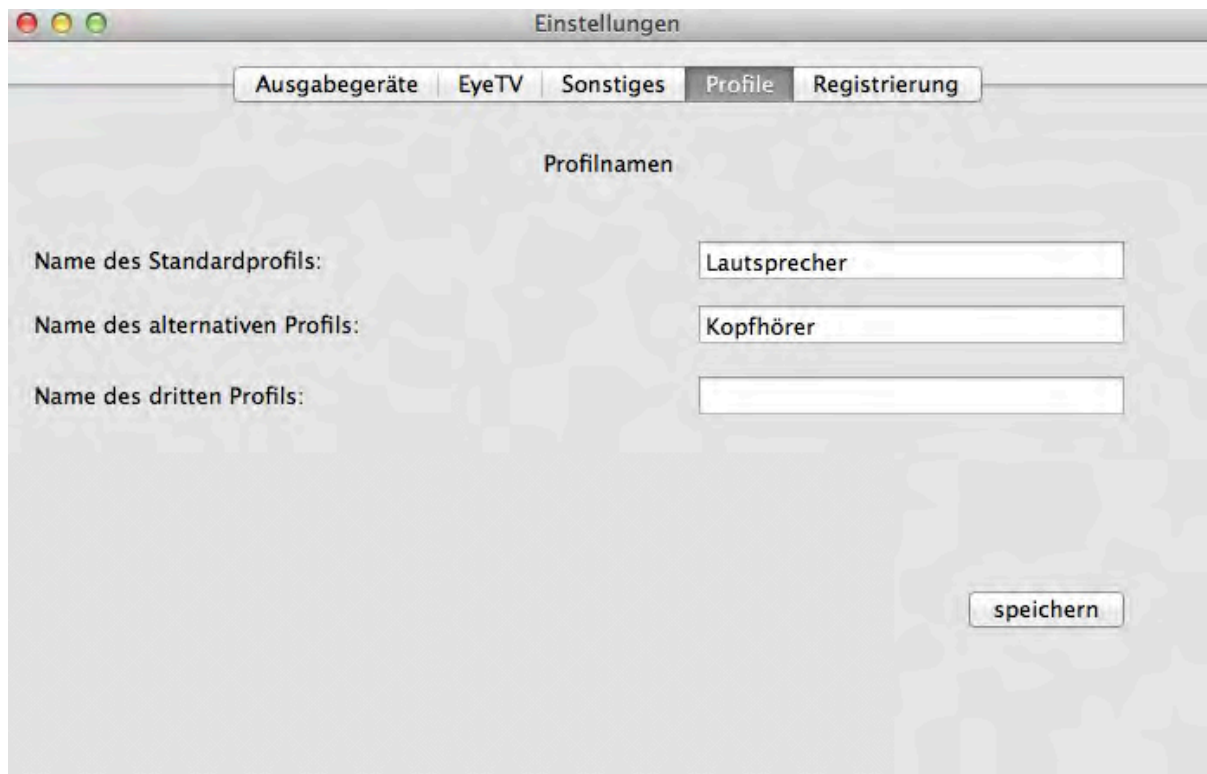 Einstellungen
Ausgabegeräte EyeTV Sonstiges Profile Registrierung
Profilnamen
Name des Standardprofils: Lautsprecher
Name des alternativen Profils: Kopfhörer
Name des dritten Profils:
speichern